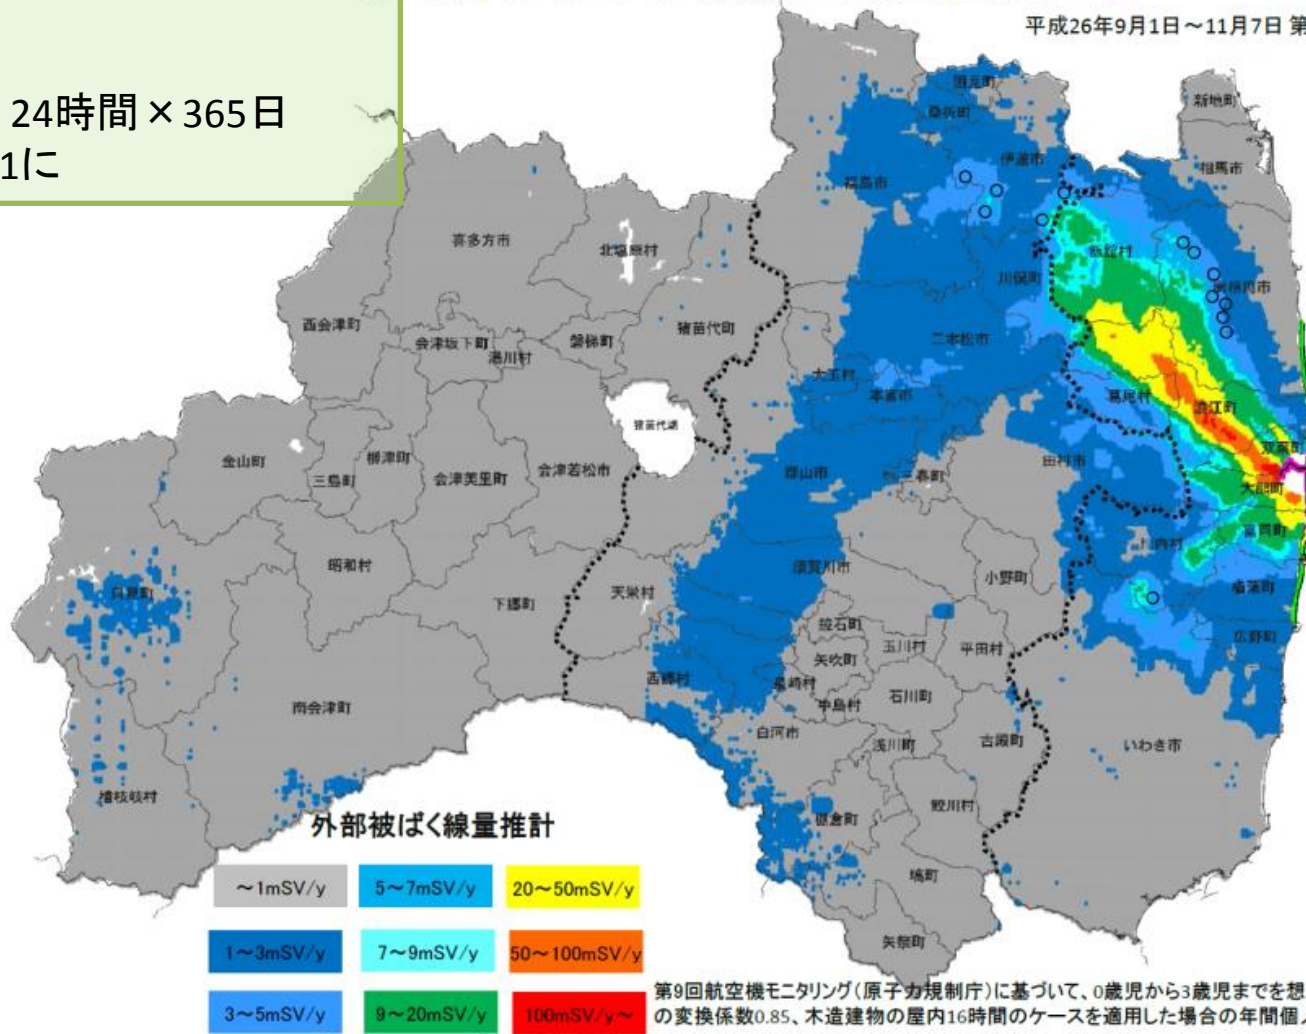 平成26年9月1日～11月7日 第
24時間×365日
1に
国見町
桑折町
新地町
伊達市
相馬市
福島市
喜多方市
北塩原村
飯舘村
川俣町
南相馬市
西会津町
会津坂下町
湯川村
磐梯町
猪苗代町
二本松市
大玉村
本宮市
葛尾村
浪江町
猪苗代湖
双葉町
金山町
柳津町
三島町
会津美里町
会津若松市
郡山市
三春町
田村市
大熊町
富岡町
川内村
昭和村
須賀川市
小野町
只見町
下郷町
天栄村
楢葉町
鏡石町
広野町
矢吹町
玉川村
平田村
西郷村
泉崎村
石川町
南会津町
中島村
白河市
浅川町
古殿町
いわき市
檜枝岐村
鮫川村
棚倉町
塙町
矢祭町
外部被ばく線量推計
～1mSV/y 5～7mSV/y 20～50mSV/y
1～3mSV/y 7～9mSV/y 50～100mSV/y
3～5mSV/y 9～20mSV/y 100mSV/y～
第9回航空機モニタリング(原子力規制庁)に基づいて、0歳児から3歳児までを想
の変換係数0.85、木造建物の屋内16時間のケースを適用した場合の年間個